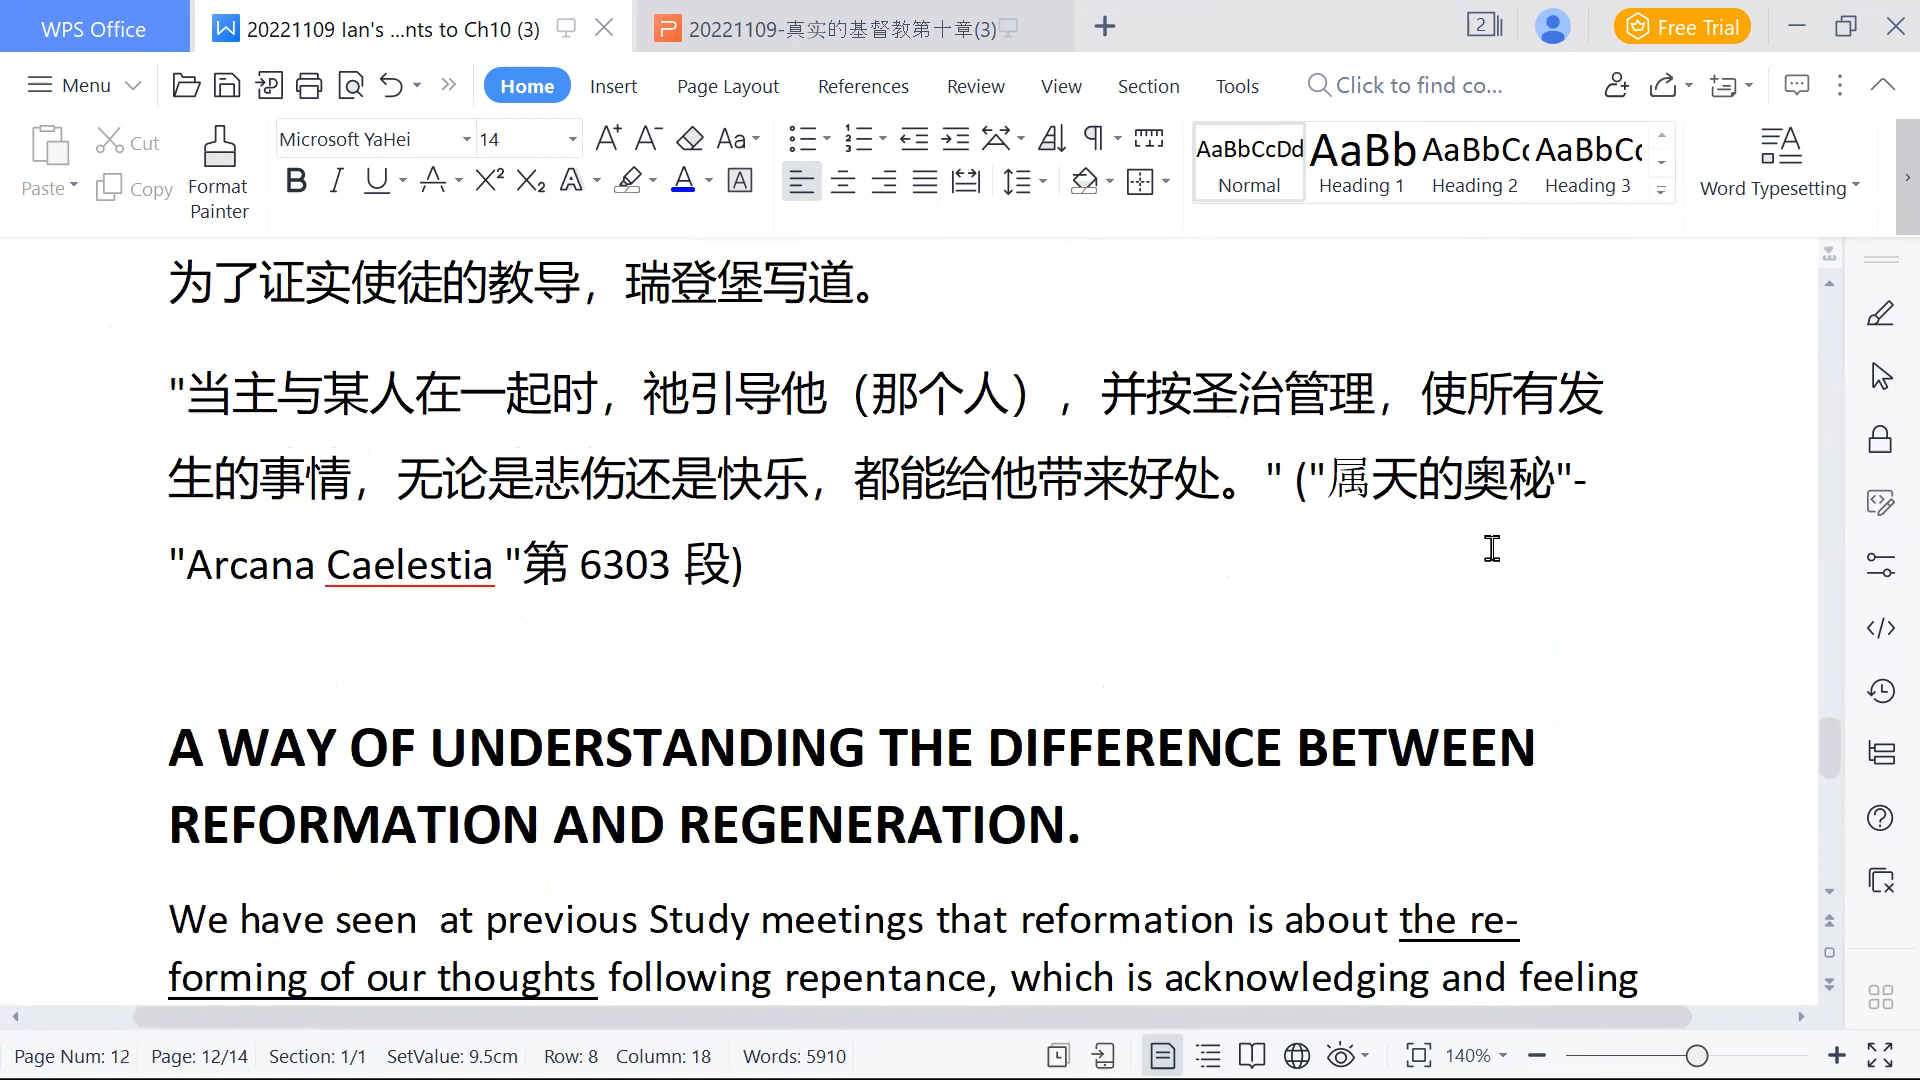 WPS Office
20221109 Ian's ...nts to Ch10 (3)
20221109-真实的基督教第十章(3)
2
Free Trial
Menu
Home
Insert
Page Layout
References
Review
View
Section
Tools
Click to find co...
Paste
Cut
Copy
Format
Painter
Microsoft YaHei
14
AaBbCcDd
Normal
AaBb
Heading 1
AaBbCc
Heading 2
AaBbCc
Heading 3
Word Typesetting
为了证实使徒的教导，瑞登堡写道。
"当主与某人在一起时，祂引导他（那个人），并按圣治管理，使所有发
生的事情，无论是悲伤还是快乐，都能给他带来好处。" ("属天的奥秘"-
"Arcana Caelestia "第 6303 段)
A WAY OF UNDERSTANDING THE DIFFERENCE BETWEEN
REFORMATION AND REGENERATION.
We have seen  at previous Study meetings that reformation is about the re-
forming of our thoughts following repentance, which is acknowledging and feeling
Page Num: 12
Page: 12/14
Section: 1/1
SetValue: 9.5cm
Row: 8
Column: 18
Words: 5910
140%